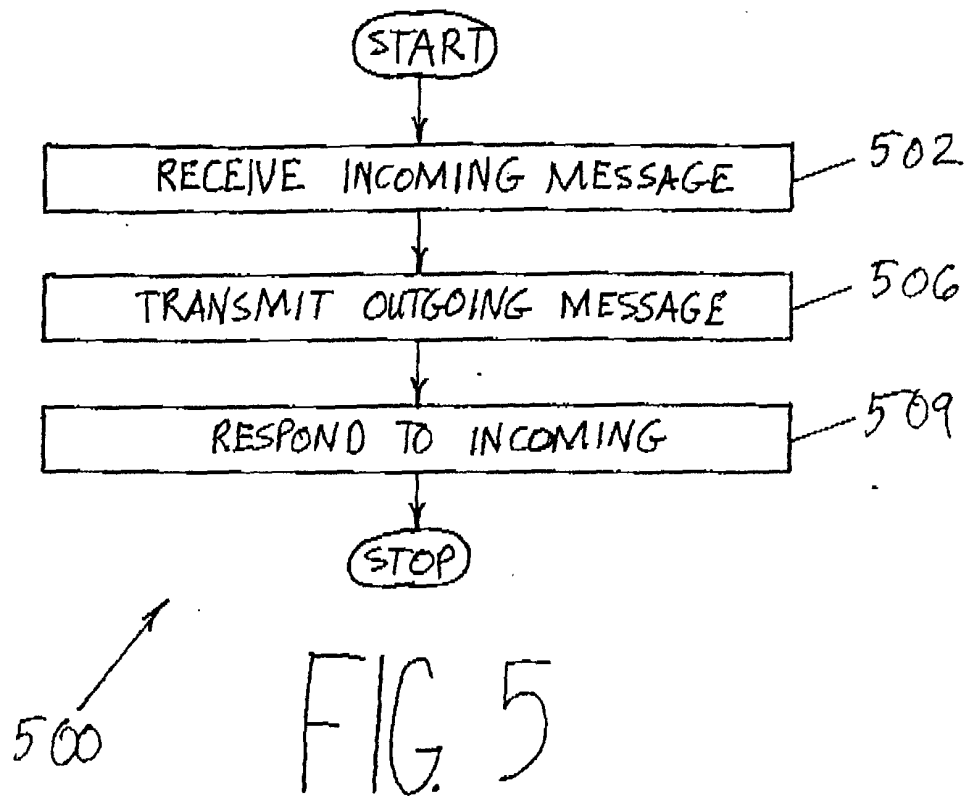 START
RECEIVE INCOMING MESSAGE
502
TRANSMIT OUTGOING MESSAGE
506
RESPOND TO INCOMING
509
STOP
500
FIG. 5